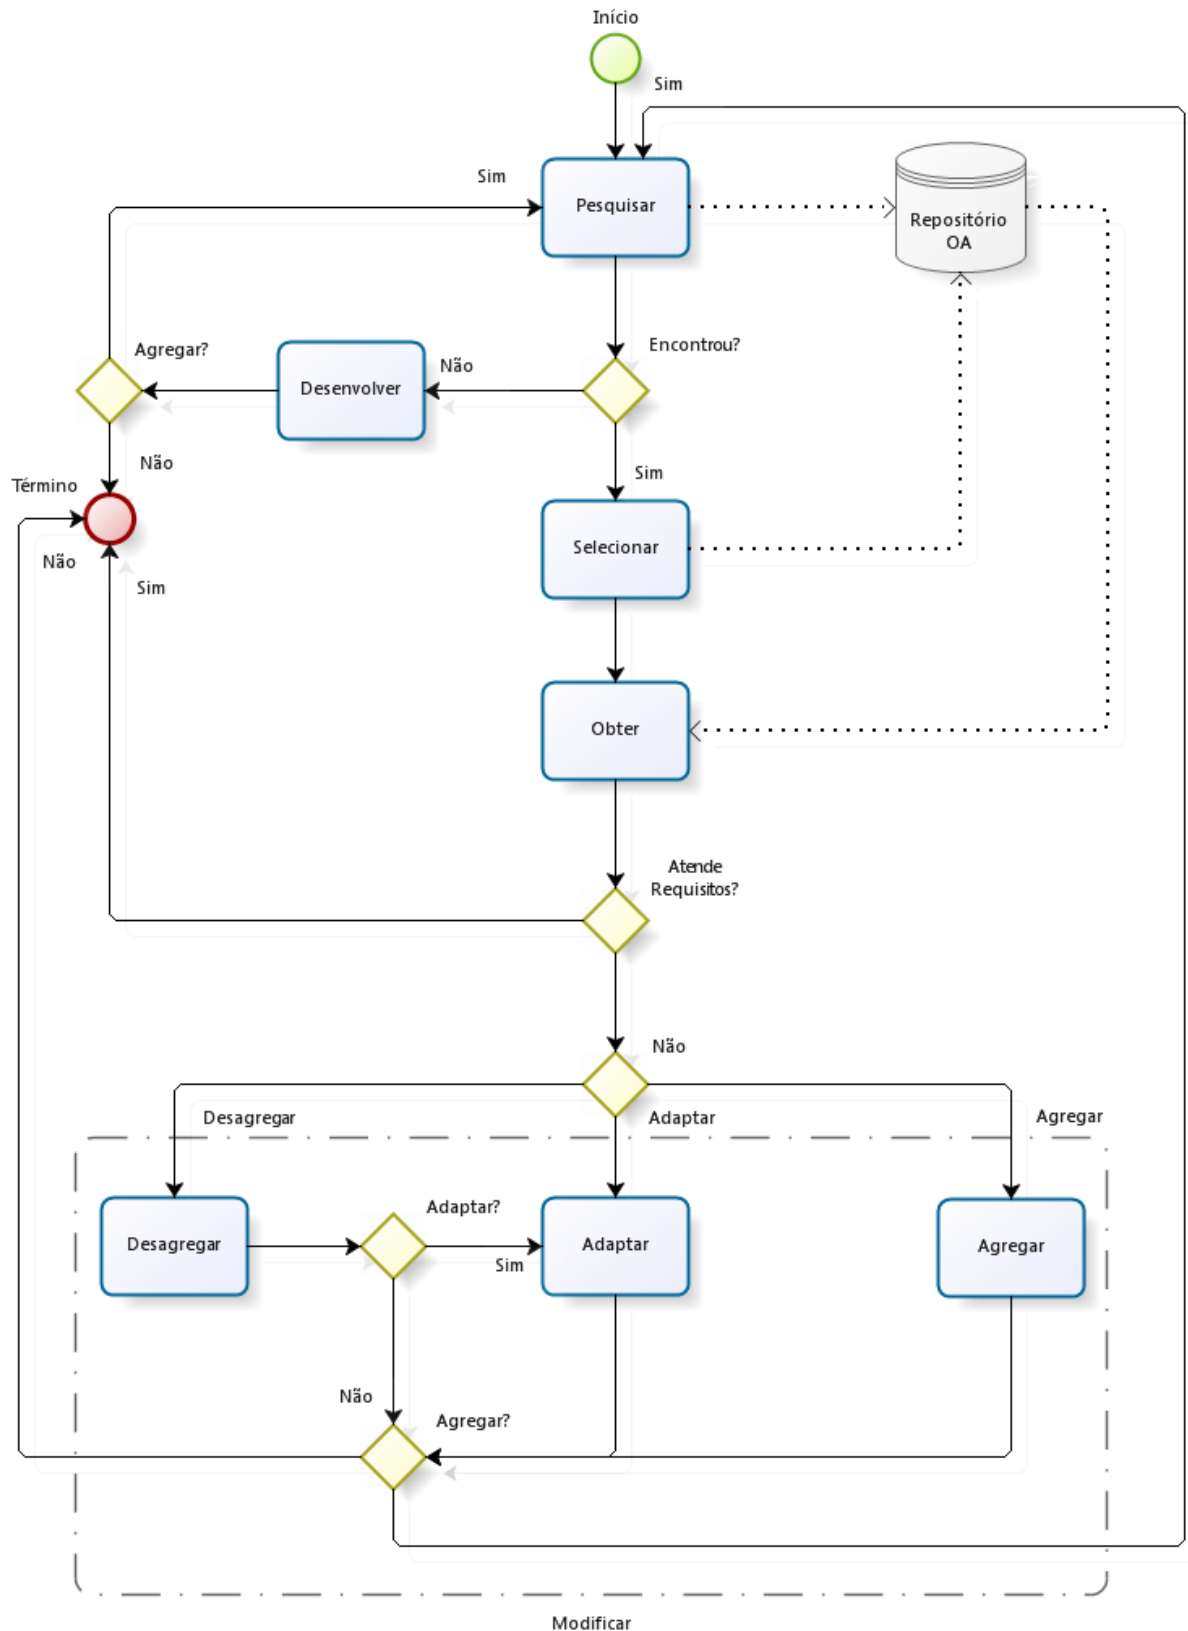 Início
Sim
Sim
Pesquisar
Repositório
OA
Agregar?
Desenvolver
Não
Encontrou?
Não
Término
Sim
Não
Sim
Selecionar
Obter
Atende
Requisitos?
Não
Desagregar
Adaptar
Agregar
Desagregar
Adaptar?
Sim
Adaptar
Agregar
Não
Agregar?
Modificar